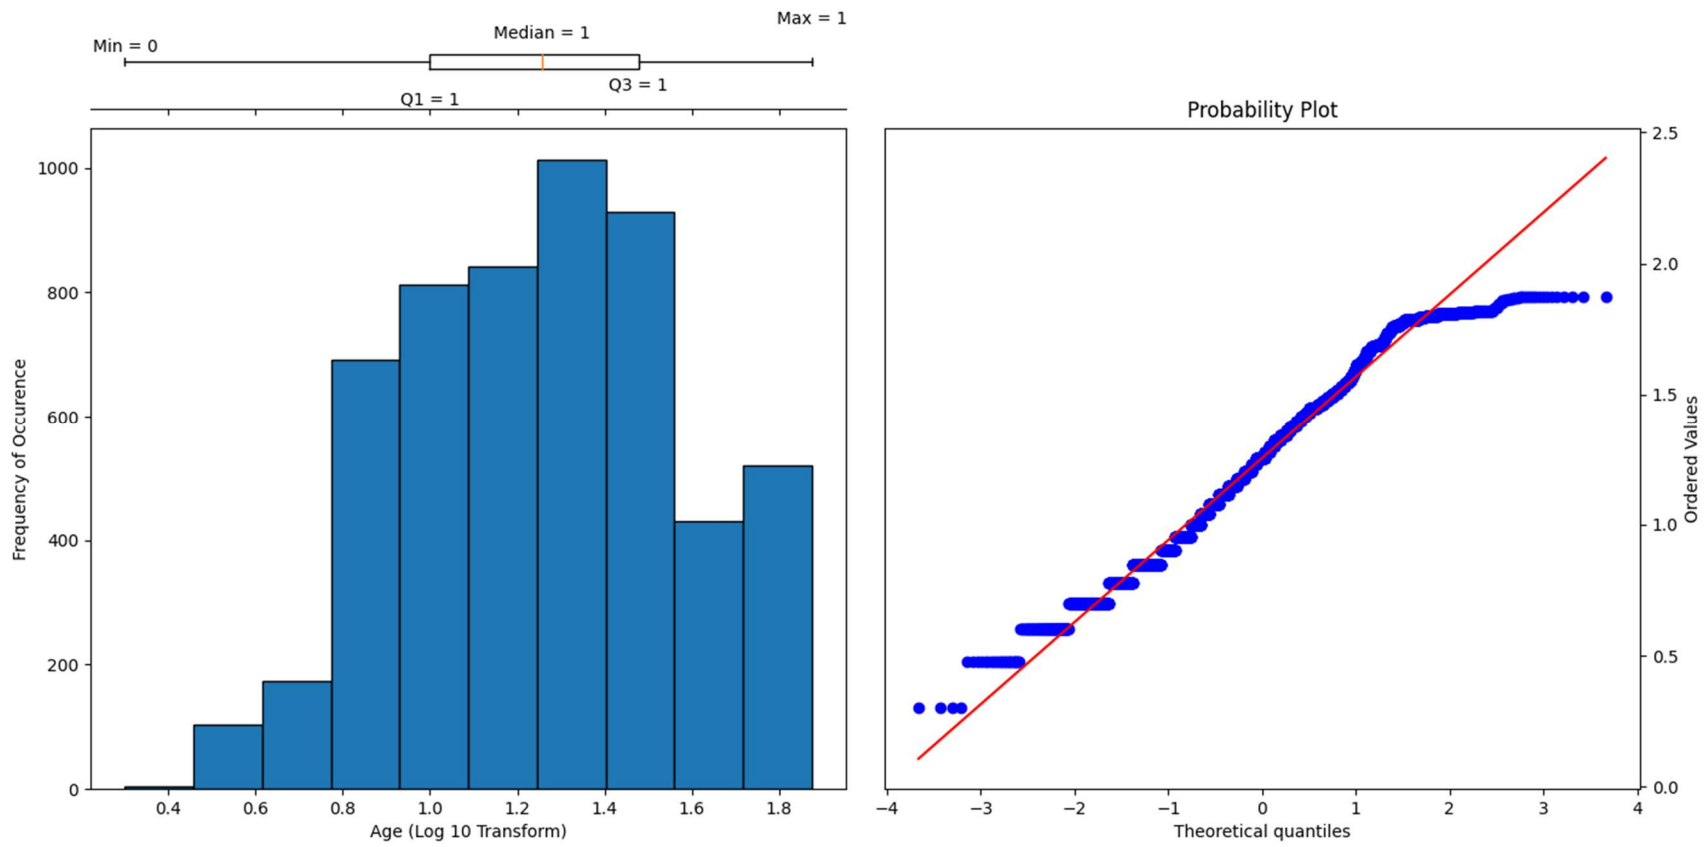 Max = 1
Median = 1
Min = 0
Q3 = 1
Q1 = 1
Probability Plot
1000
800
600
400
200
0
Frequency of Occurence
0.4 0.6 0.8 1.0 1.2 1.4 1.6 1.8
Age (Log 10 Transform)
2.5
2.0
1.5
1.0
0.5
0.0
Ordered Values
−4 −3 −2 −1 0 1 2 3 4
Theoretical quantiles